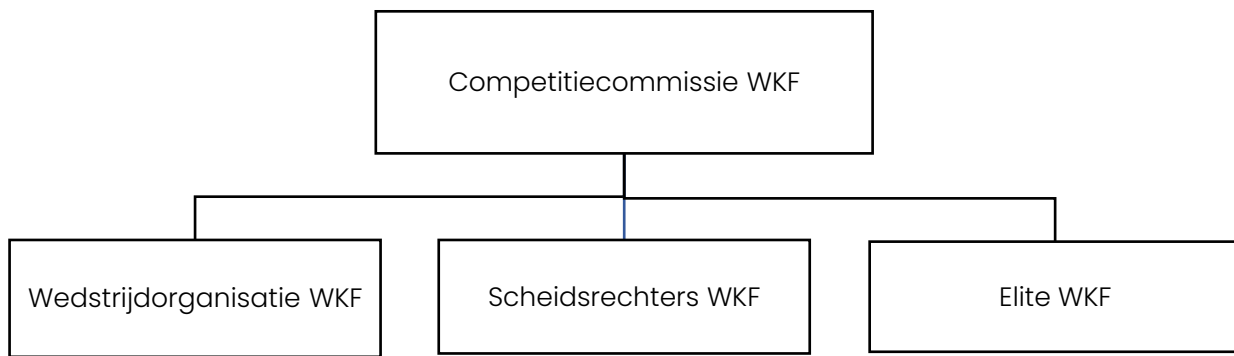 Competitiecommissie WKF
Wedstrijdorganisatie WKF
Scheidsrechters WKF
Elite WKF